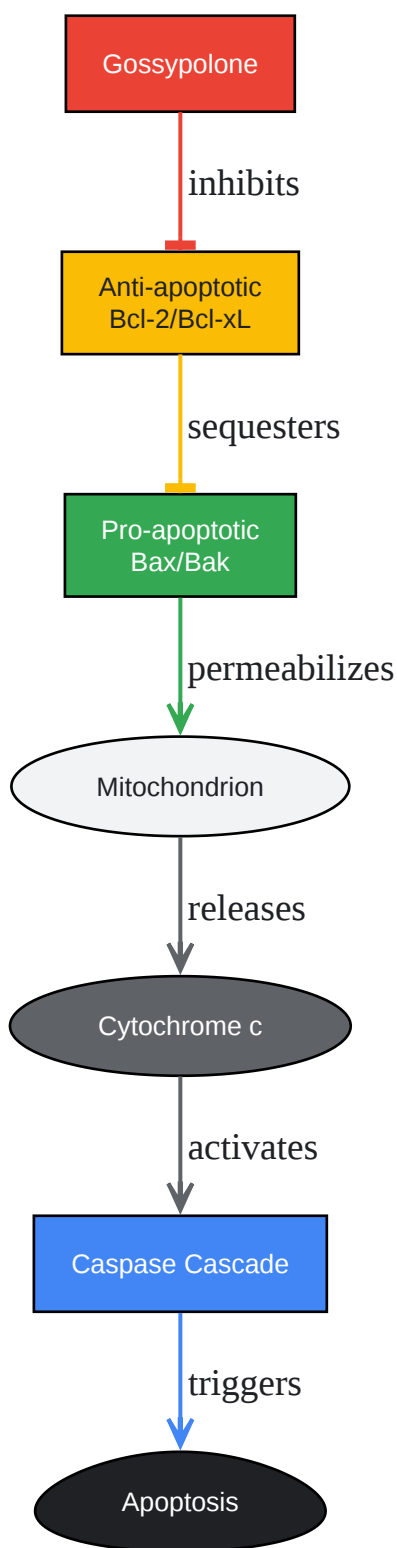 Gossypolone
inhibits
Anti-apoptotic
Bcl-2/Bcl-xL
sequesters
Pro-apoptotic
Bax/Bak
permeabilizes
Mitochondrion
releases
Cytochrome c
activates
Caspase Cascade
triggers
Apoptosis